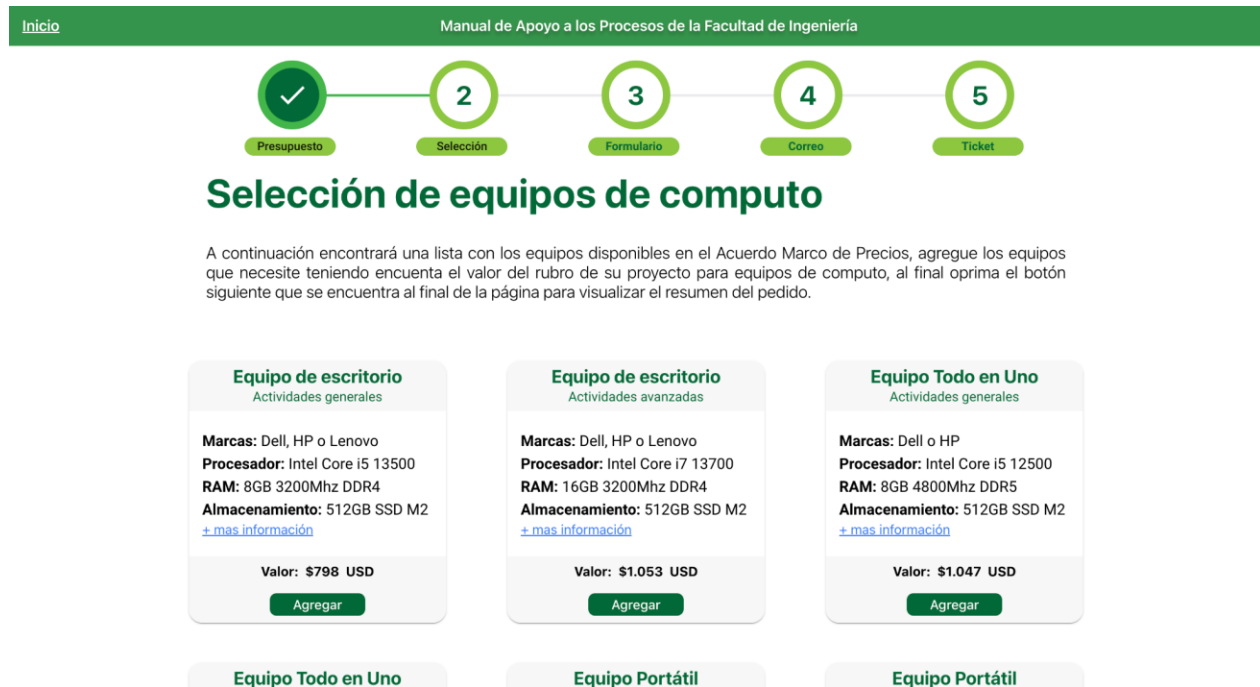 Inicio
Manual de Apoyo a los Procesos de la Facultad de Ingeniería
2
3
4
5
Presupuesto
Selección
Formulario
Correo
Ticket
Selección de equipos de computo
A continuación encontrará una lista con los equipos disponibles en el Acuerdo Marco de Precios, agregue los equipos
que necesite teniendo encuenta el valor del rubro de su proyecto para equipos de computo, al final oprima el botón
siguiente que se encuentra al final de la página para visualizar el resumen del pedido.
Equipo de escritorio
Actividades generales
Marcas: Dell, HP o Lenovo
Procesador: Intel Core i5 13500
RAM: 8GB 3200Mhz DDR4
Almacenamiento: 512GB SSD M2
+ mas información
Valor: $798 USD
Agregar
Equipo de escritorio
Actividades avanzadas
Marcas: Dell, HP o Lenovo
Procesador: Intel Core i7 13700
RAM: 16GB 3200Mhz DDR4
Almacenamiento: 512GB SSD M2
+ mas información
Valor: $1.053 USD
Agregar
Equipo Todo en Uno
Actividades generales
Marcas: Dell o HP
Procesador: Intel Core i5 12500
RAM: 8GB 4800Mhz DDR5
Almacenamiento: 512GB SSD M2
+ mas información
Valor: $1.047 USD
Agregar
Equipo Todo en Uno
Equipo Portátil
Equipo Portátil